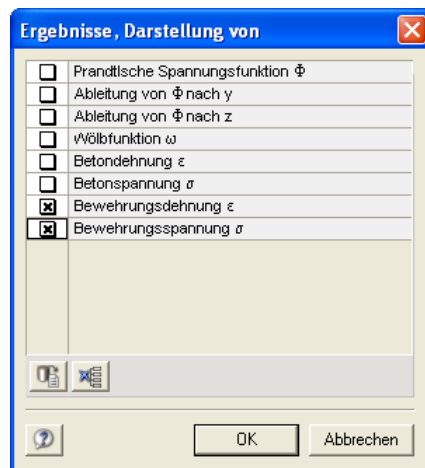 Ergebnisse, Darstellung von
Prandtlsche Spannungsfunktion Φ
Ableitung von Φ nach y
Ableitung von Φ nach z
Wölbfunktion ω
Betondehnung ε
Betonspannung σ
Bewehrungsdehnung ε
Bewehrungsspannung σ
OK
Abbrechen